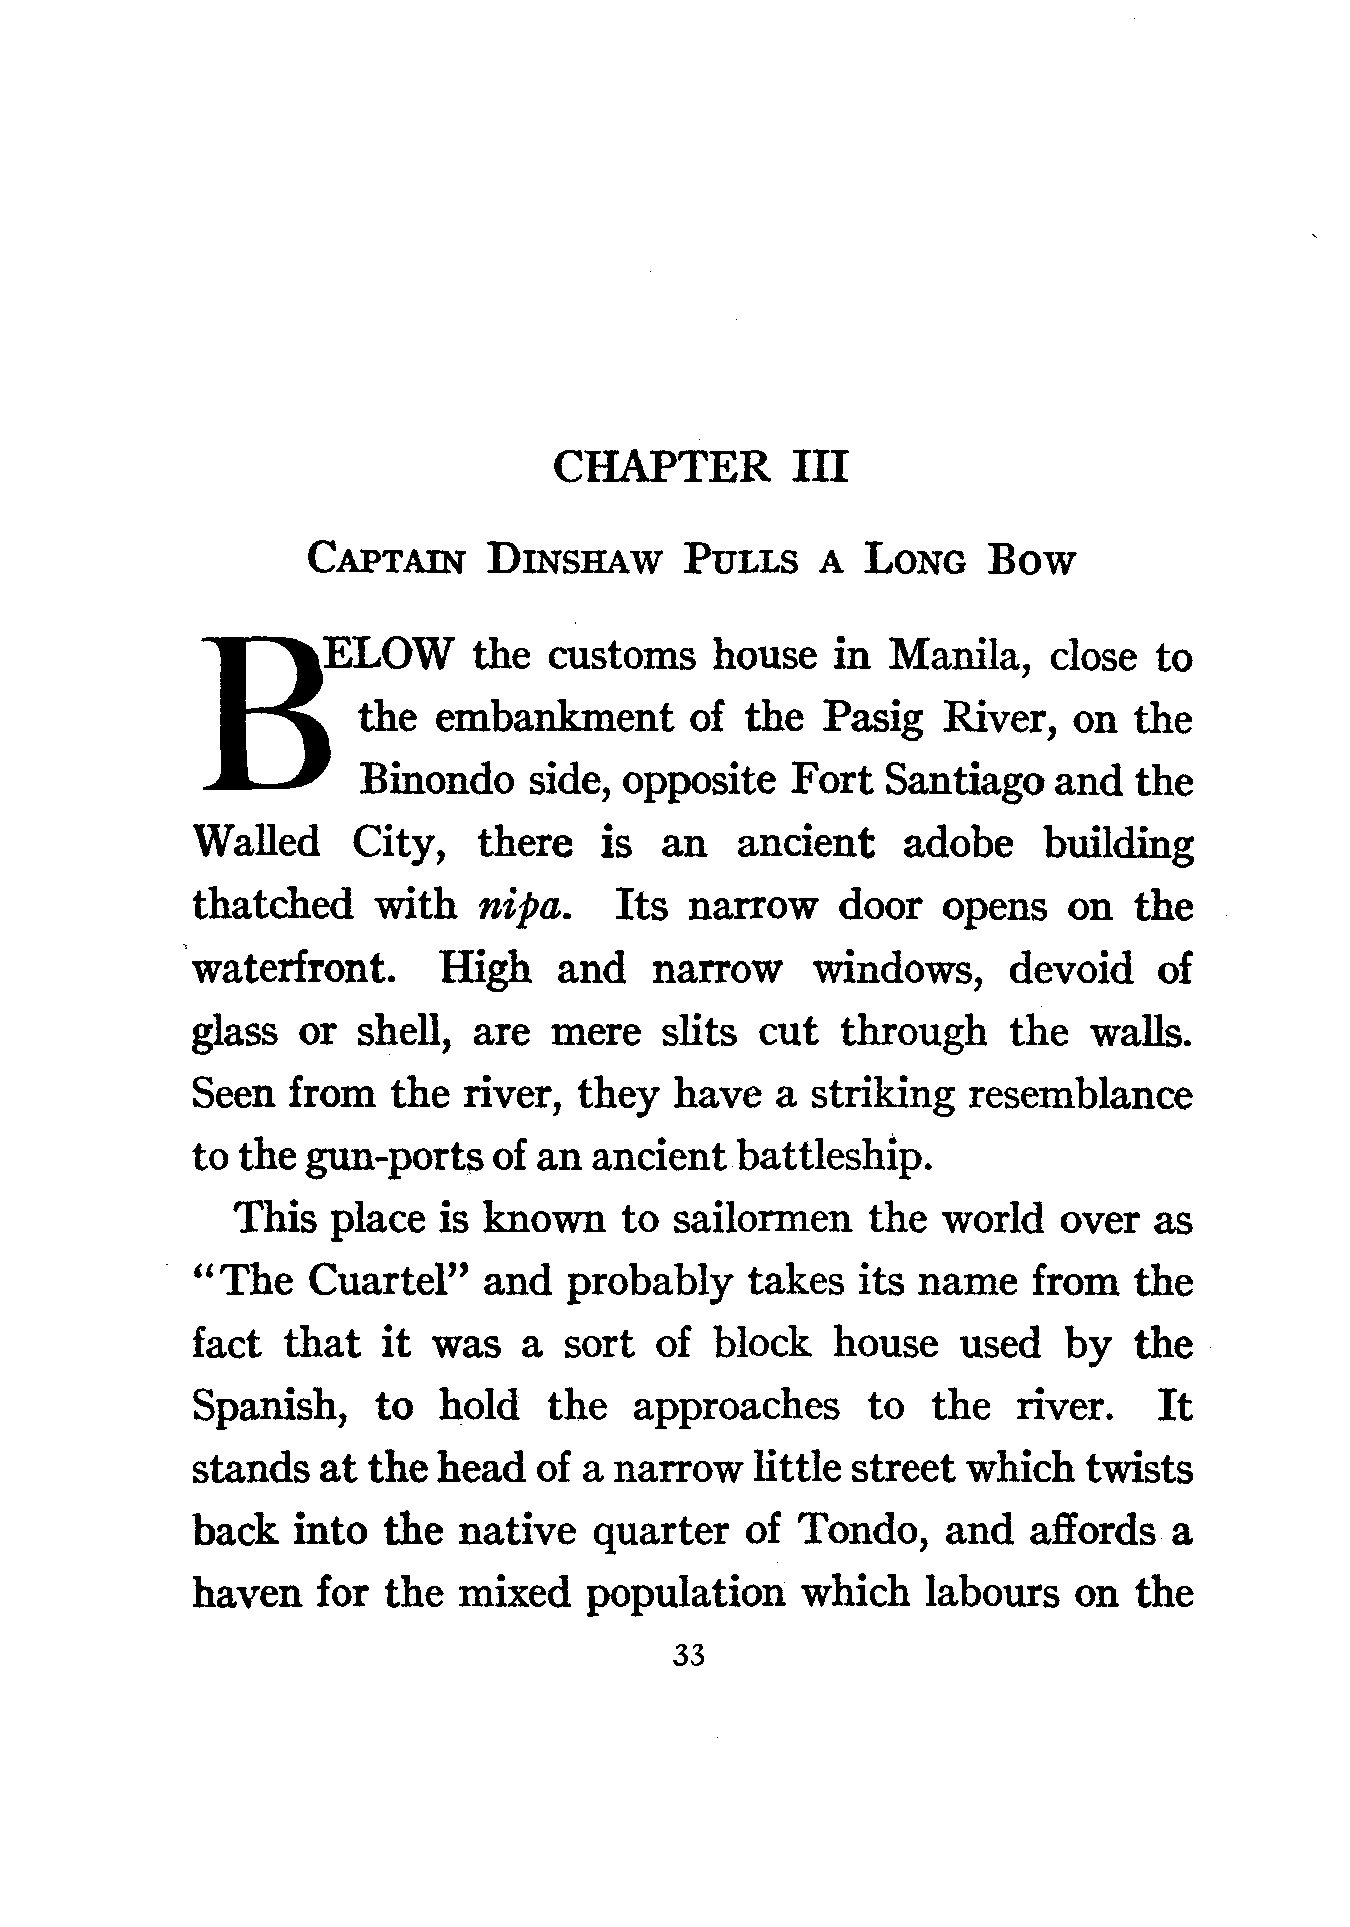 CHAPTER III
Captain Dinshaw Pulls a Long Bow
BELOW the customs house in Manila, close to
the embankment of the Pasig River, on the
Binondo side, opposite Fort Santiago and the
Walled City, there is an ancient adobe building
thatched with nipa. Its narrow door opens on the
waterfront. High and narrow windows, devoid of
glass or shell, are mere slits cut through the walls.
Seen from the river, they have a striking resemblance
to the gun-ports of an ancient battleship.
This place is known to sailormen the world over as
“The Cuartel” and probably takes its name from the
fact that it was a sort of block house used by the
Spanish, to hold the approaches to the river. It
stands at the head of a narrow little street which twists
back into the native quarter of Tondo, and affords a
haven for the mixed population which labours on the
33